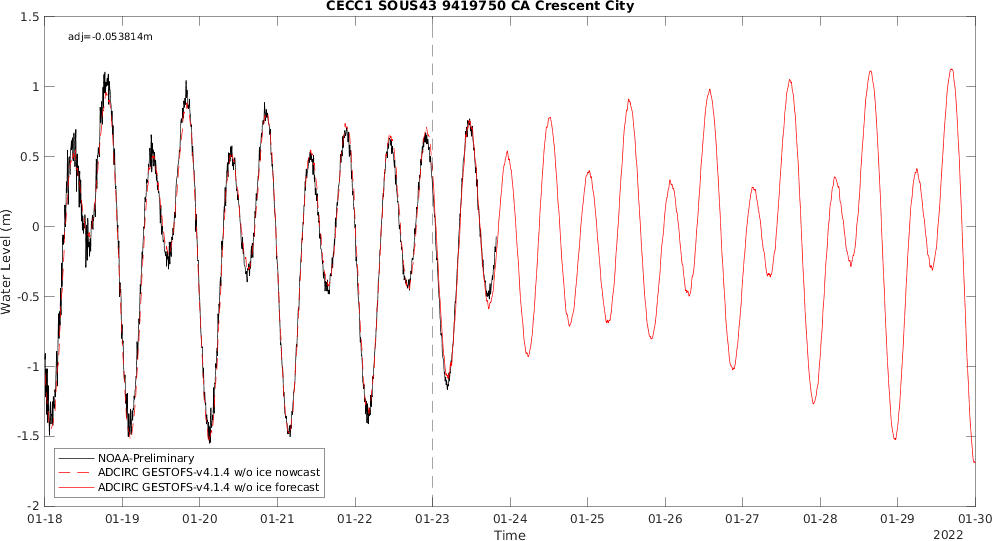 CECC1 SOUS43 9419750 CA Crescent City
adj=-0.053814m
1.5
1
0.5
0
-0.5
-1
-1.5
-2
Water Level (m)
NOAA-Preliminary
ADCIRC GESTOFS-v4.1.4 w/o ice nowcast
ADCIRC GESTOFS-v4.1.4 w/o ice forecast
01-18 01-19 01-20 01-21 01-22 01-23 01-24 01-25 01-26 01-27 01-28 01-29 01-30
Time
2022